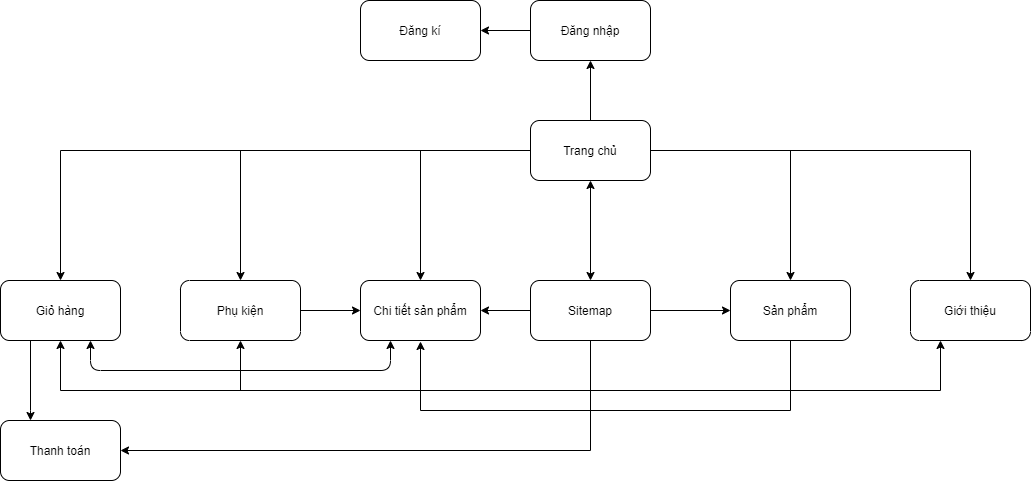 Đăng kí
Đăng nhập
Trang chủ
Giỏ hàng
Phụ kiện
Chi tiết sản phẩm
Sitemap
Sản phẩm
Giới thiệu
Thanh toán